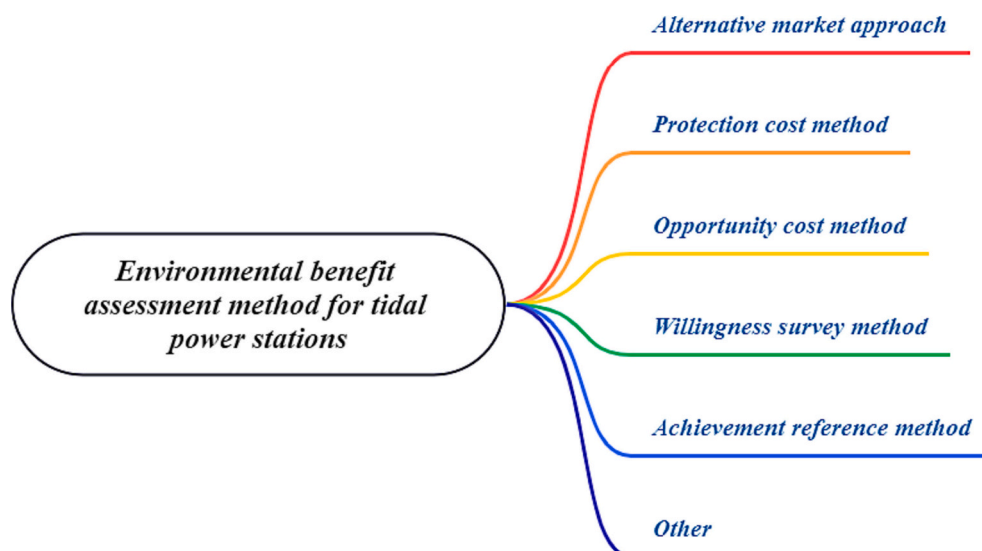 Environmental benefit
assessment method for tidal
power stations
Alternative market approach
Protection cost method
Opportunity cost method
Willingness survey method
Achievement reference method
Other